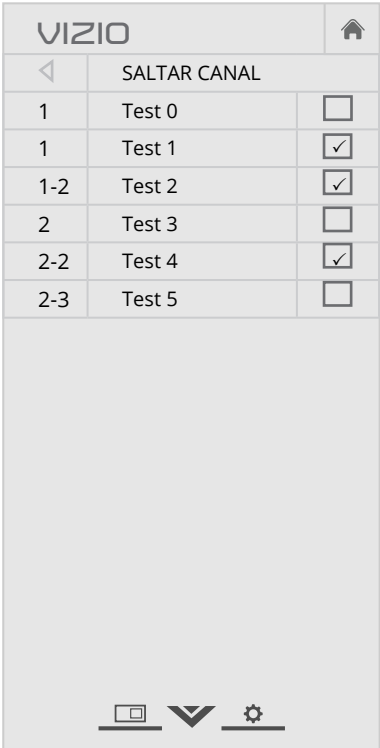 VIZIO
SALTAR CANAL
1 Test 0
1 Test 1
1-2 Test 2
2 Test 3
2-2 Test 4
2-3 Test 5